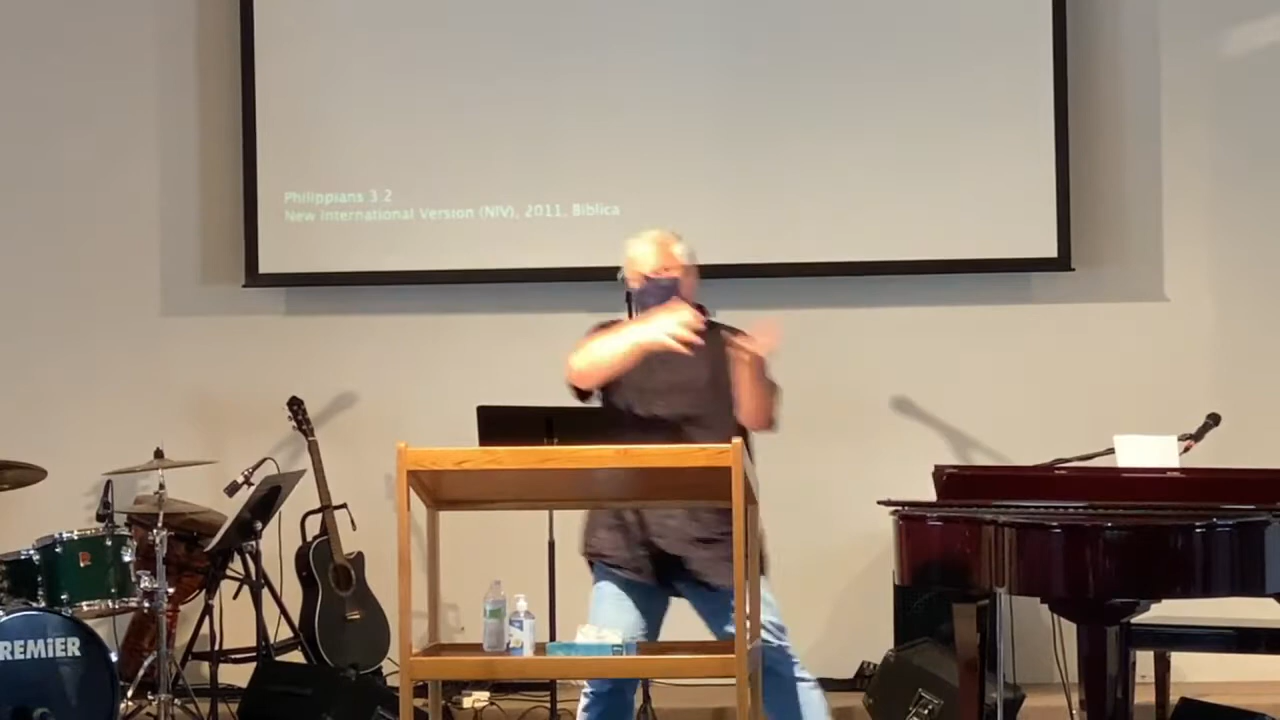 Philippians 3.2
New International Version (NIV), 2011, Biblica
REMIER